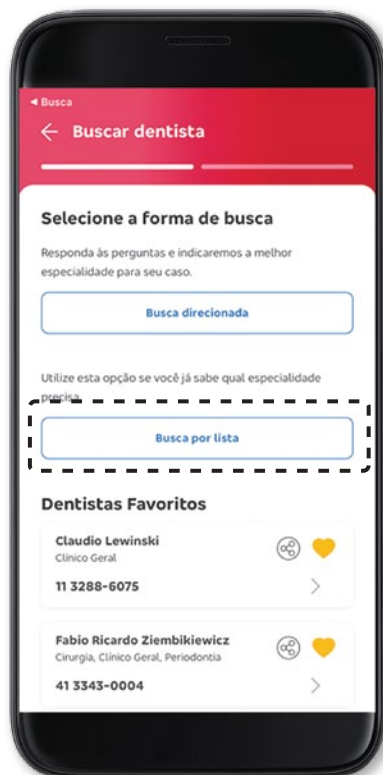 ◄ Busca
← Buscar dentista
Selecione a forma de busca
Responda às perguntas e indicaremos a melhor
especialidade para seu caso.
Busca direcionada
Utilize esta opção se você já sabe qual especialidade
precisa.
Busca por lista
Dentistas Favoritos
Claudio Lewinski
Clínico Geral
11 3288-6075
Fabio Ricardo Ziembikiewicz
Cirurgia, Clínico Geral, Periodontia
41 3343-0004